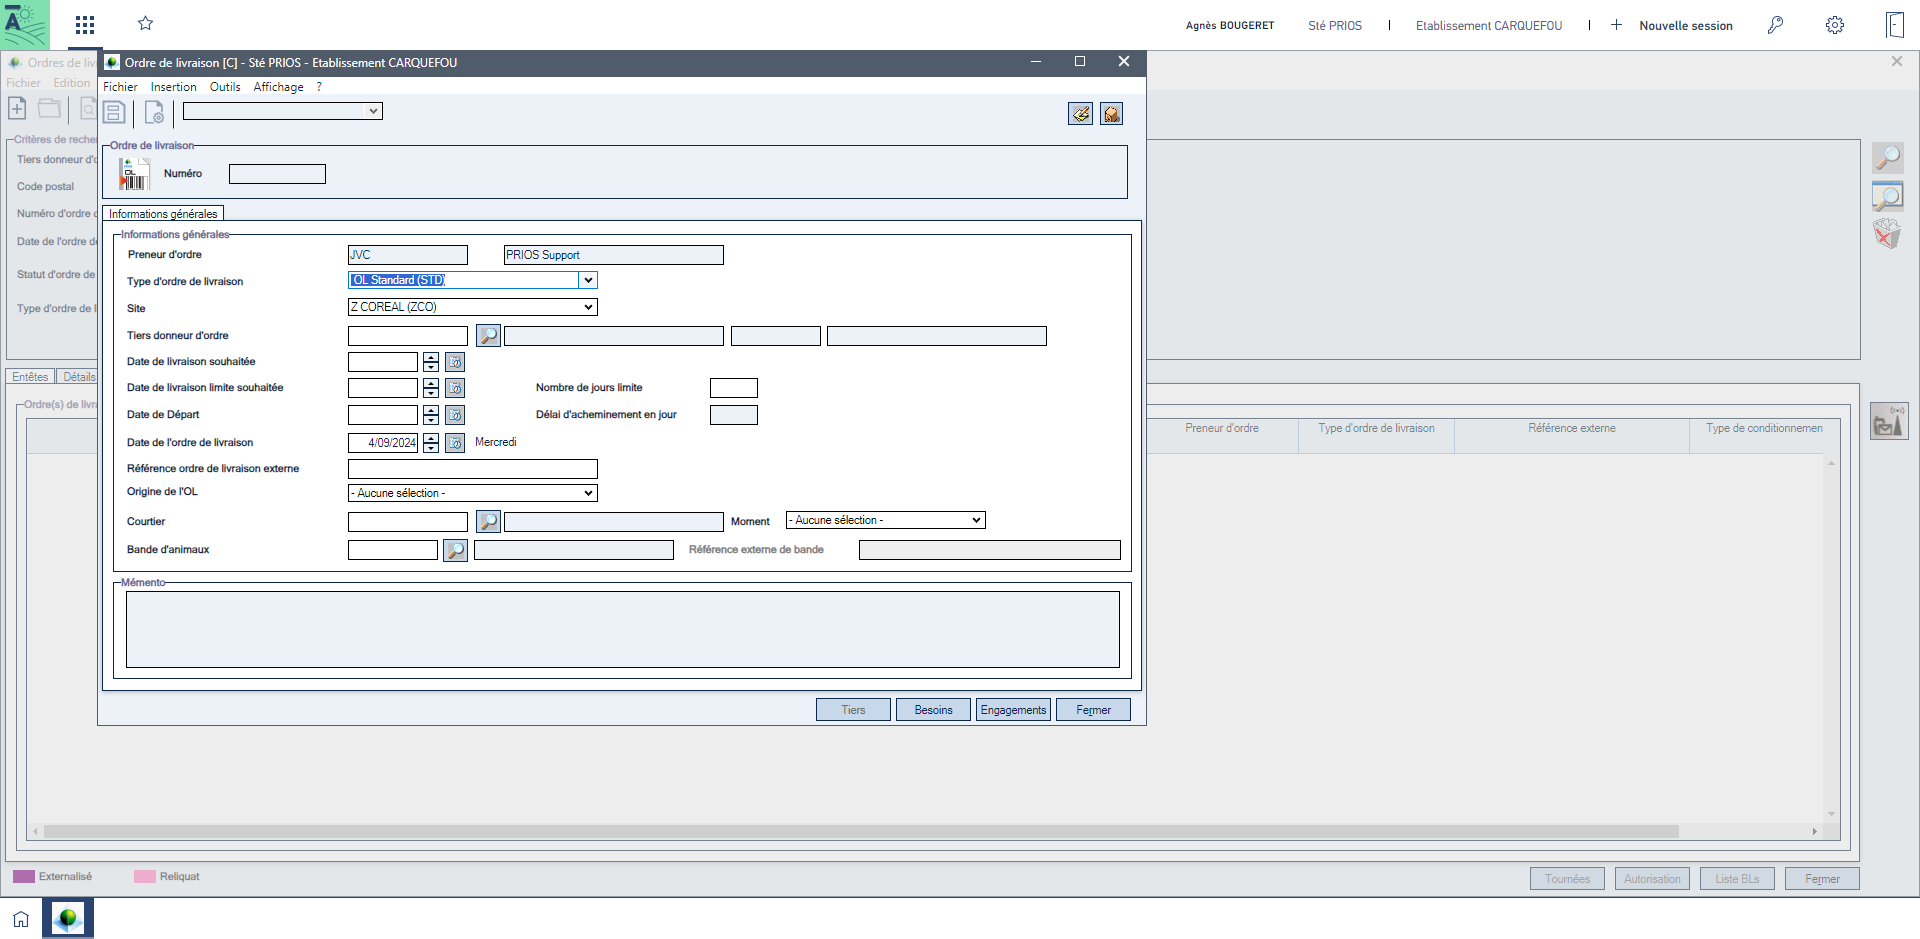 Agnès BOUGERET
Sté PRIOS
Etablissement CARQUEFOU
Nouvelle session
Ordres de liv
Fichier Edition
Ordre de livraison [C] - Sté PRIOS - Etablissement CARQUEFOU
Fichier Insertion Outils Affichage ?
Critères de reche
Tiers donneur d'o
Code postal
Numéro d'ordre d
Date de l'ordre de
Statut d'ordre de
Type d'ordre de l
Ordre de livraison
OL
Numéro
Informations générales
Informations générales
Preneur d'ordre JVC PRIOS Support
Type d'ordre de livraison OL Standard (STD)
Site Z COREAL (ZCO)
Tiers donneur d'ordre
Date de livraison souhaitée
Date de livraison limite souhaitée Nombre de jours limite
Date de Départ Délai d'acheminement en jour
Date de l'ordre de livraison 4/09/2024 Mercredi
Référence ordre de livraison externe
Origine de l'OL - Aucune sélection -
Courtier Moment - Aucune sélection -
Bande d'animaux Référence externe de bande
Mémento
Tiers Besoins Engagements Fermer
Entêtes Détails
Ordre(s) de livra
Preneur d'ordre Type d'ordre de livraison Référence externe Type de conditionnemen
Externalisé Reliquat
Tournées Autorisation Liste BLs Fermer